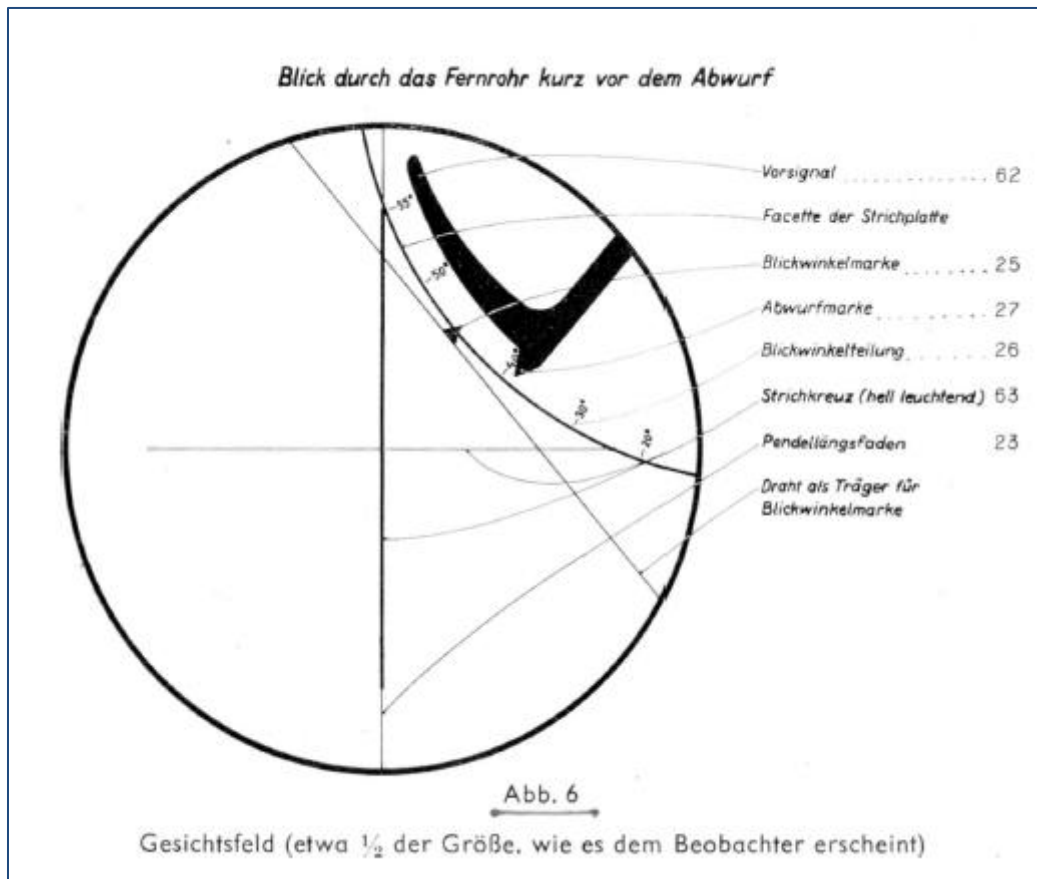 Blick durch das Fernrohr kurz vor dem Abwurf
Vorsignal ......... 62
Facette der Strichplatte
Blickwinkelmarke ........ 25
Abwurfmarke ........ 27
Blickwinkelteilung ...... 26
Strichkreuz (hell leuchtend) 63
Pendellängsfaden 23
Draht als Träger für
Blickwinkelmarke
-55°
-50°
-40°
-30°
-20°
Abb. 6
Gesichtsfeld (etwa ½ der Größe, wie es dem Beobachter erscheint)